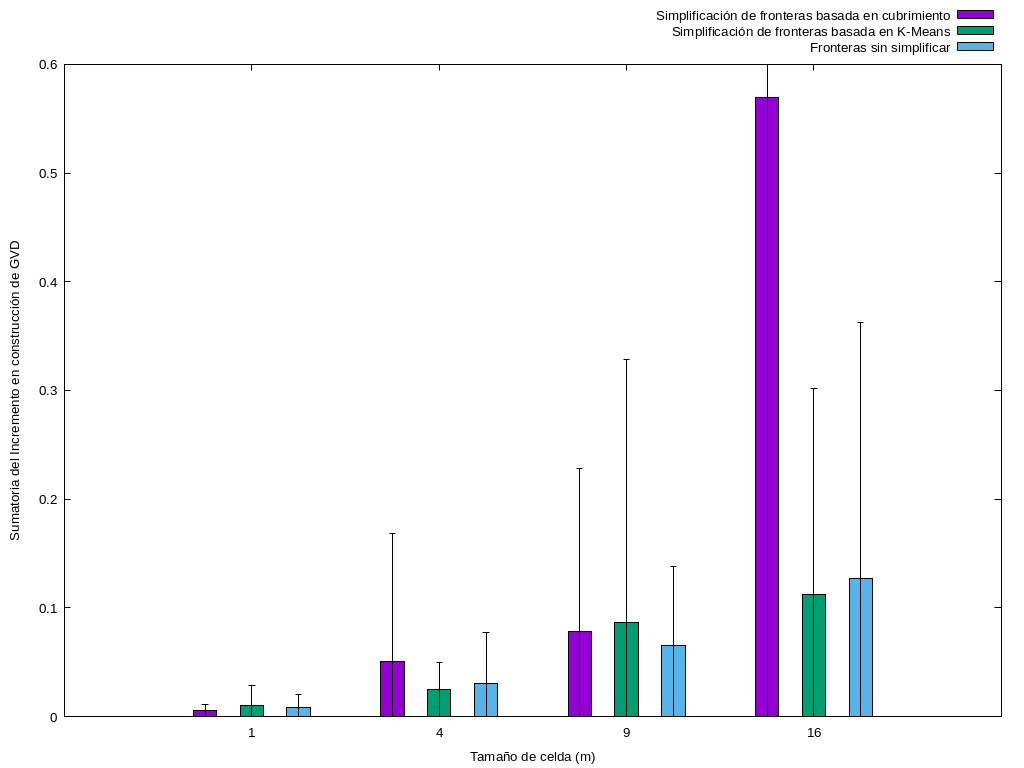 Simplificación de fronteras basada en cubrimiento
Simplificación de fronteras basada en K-Means
Fronteras sin simplificar
0.6
0.5
0.4
0.3
0.2
0.1
0
Sumatoria del Incremento en construcción de GVD
1 4 9 16
Tamaño de celda (m)